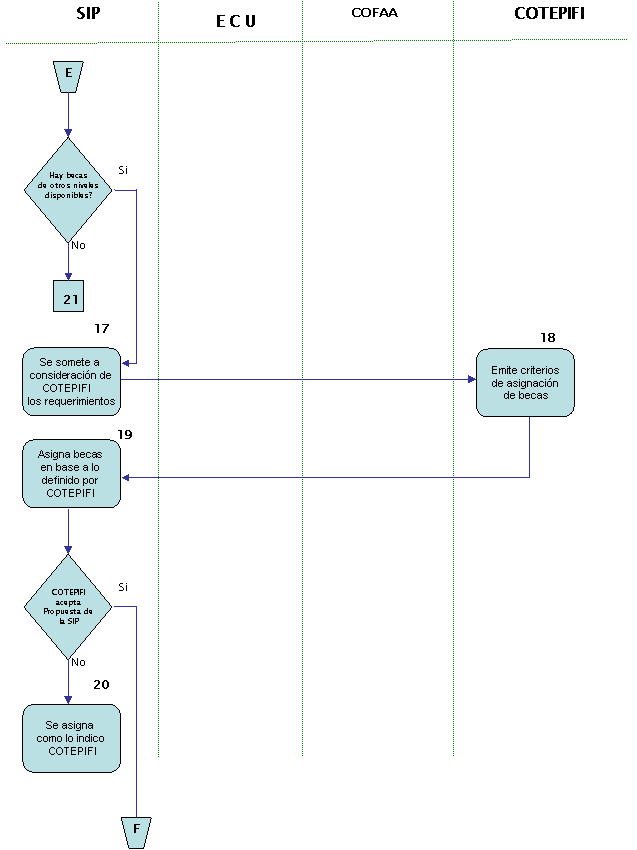 SIP
E C U
COFAA
COTEPIFI
E
Hay becas
de otros niveles
disponibles?
Si
No
21
17
Se somete a
consideración de
COTEPIFI
los requerimientos
18
Emite criterios
de asignación
de becas
19
Asigna becas
en base a lo
definido por
COTEPIFI
COTEPIFI
acepta
Propuesta de
la SIP
Si
No
20
Se asigna
como lo indico
COTEPIFI
F